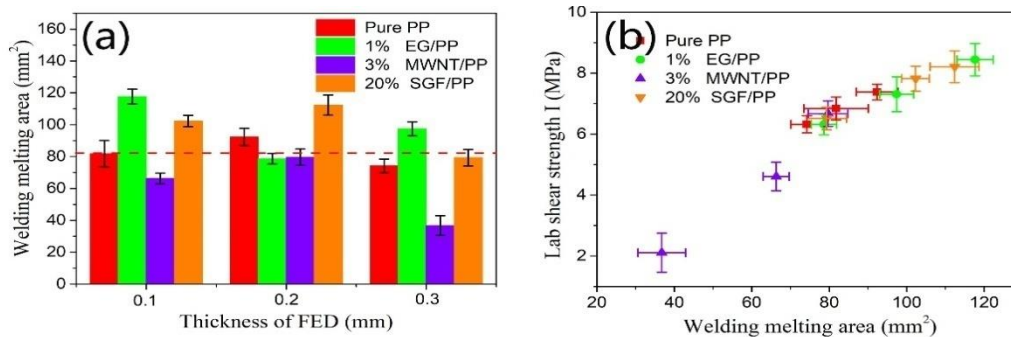 (a)
Pure PP
1% EG/PP
3% MWNT/PP
20% SGF/PP
Welding melting area (mm²)
160
140
120
100
80
60
40
20
0
0.1 0.2 0.3
Thickness of FED (mm)
(b)
Pure PP
1% EG/PP
3% MWNT/PP
20% SGF/PP
Lab shear strength I (MPa)
10
8
6
4
2
20 40 60 80 100 120
Welding melting area (mm²)